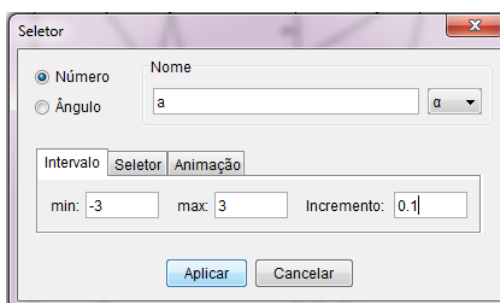 Seletor
Número
Ângulo
Nome
a
α
Intervalo Seletor Animação
min: -3 max: 3 Incremento: 0.1
Aplicar Cancelar